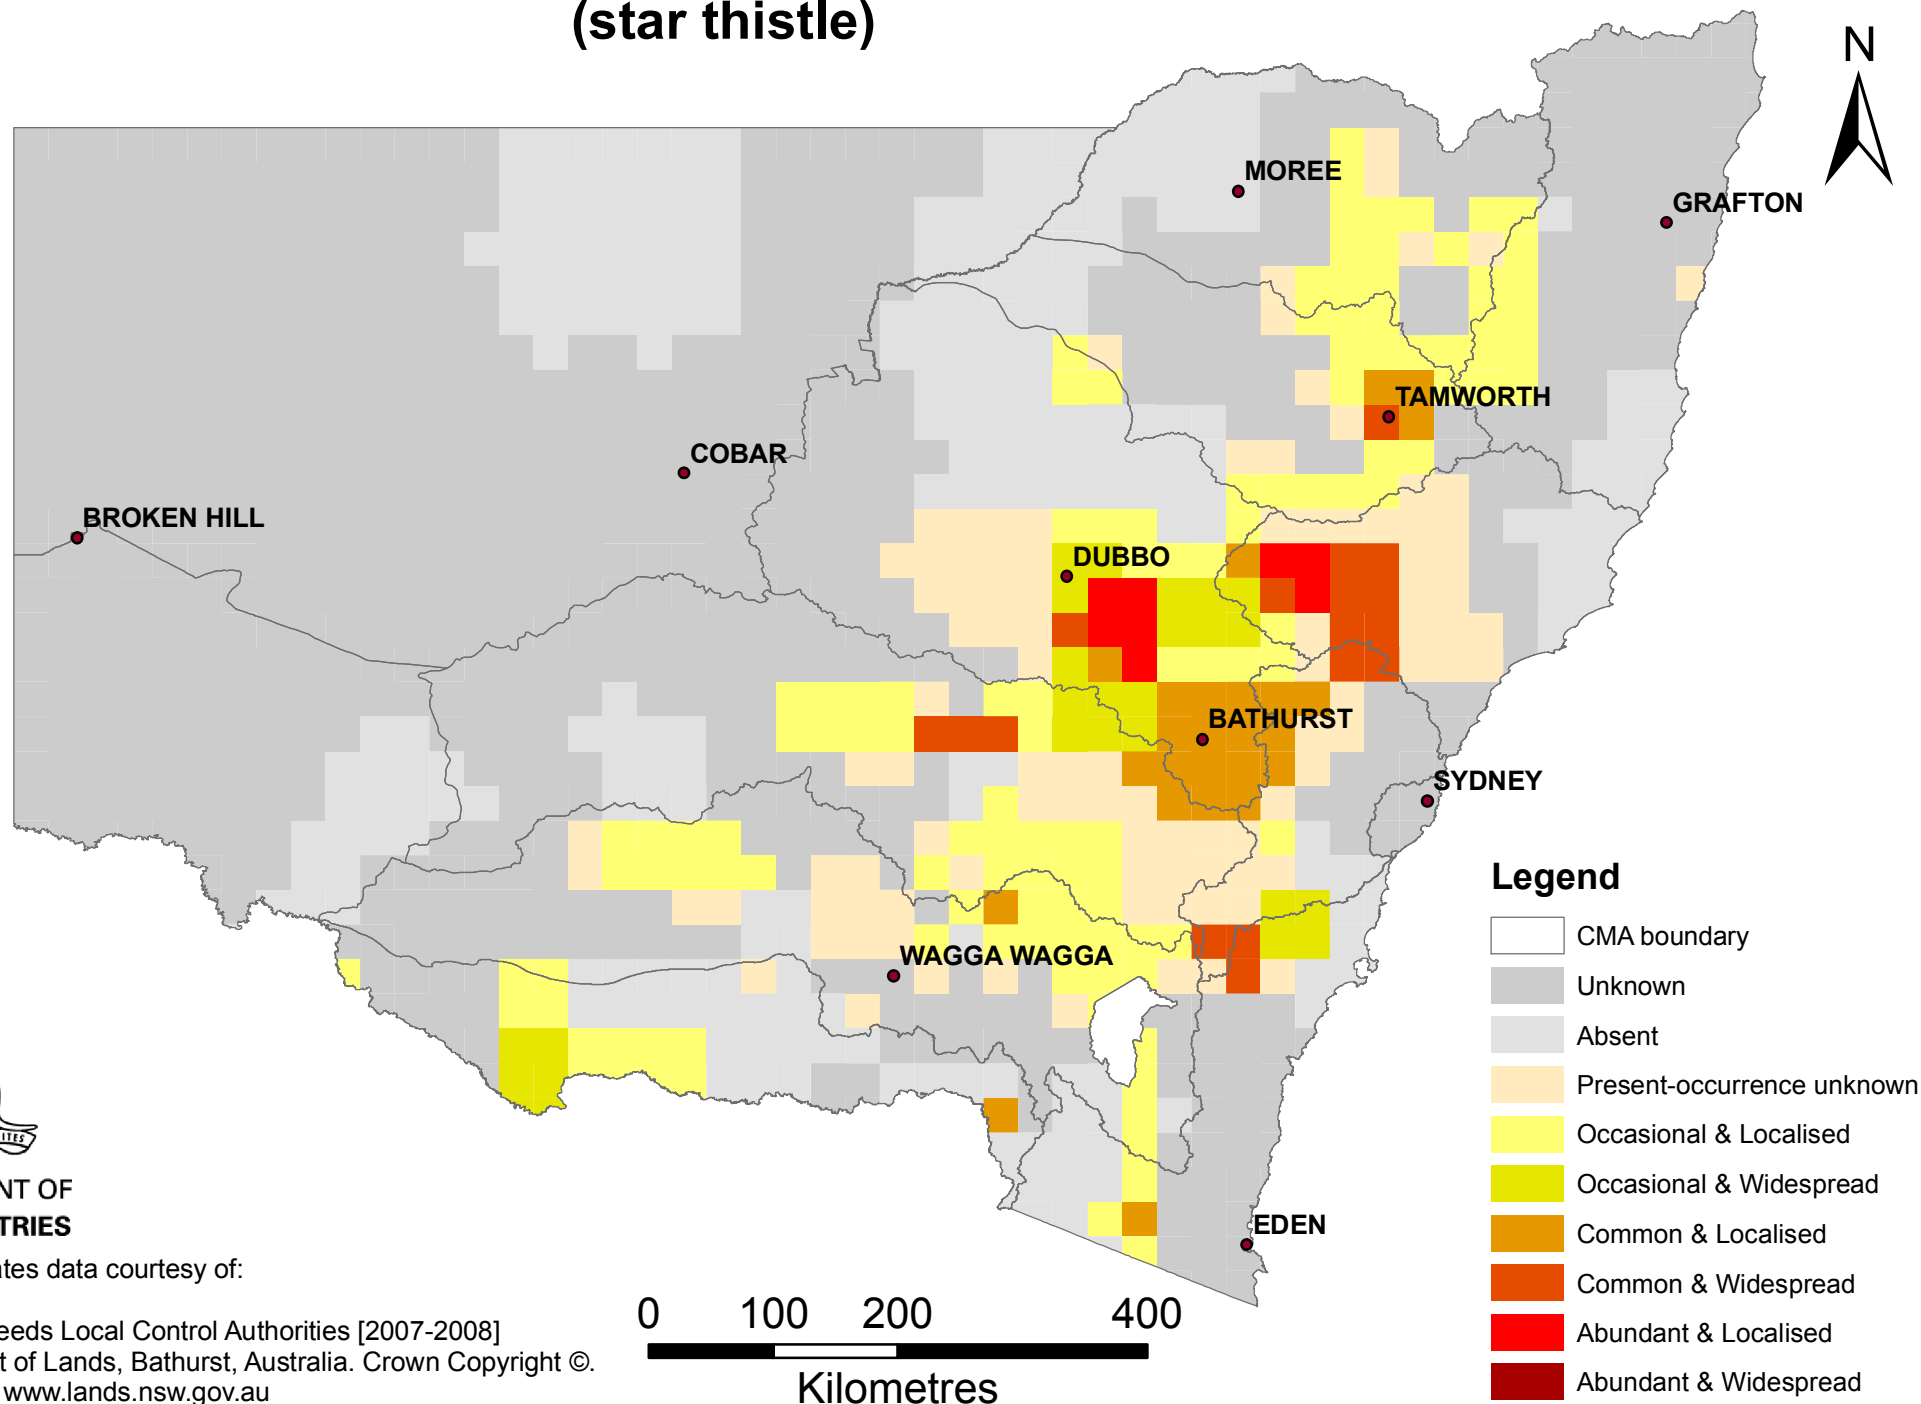 (star thistle)
N
MOREE
GRAFTON
TAMWORTH
COBAR
BROKEN HILL
DUBBO
BATHURST
SYDNEY
WAGGA WAGGA
EDEN
Legend
CMA boundary
Unknown
Absent
Present-occurrence unknown
Occasional & Localised
Occasional & Widespread
Common & Localised
Common & Widespread
Abundant & Localised
Abundant & Widespread
NT OF
TRIES
ates data courtesy of:
eeds Local Control Authorities [2007-2008]
t of Lands, Bathurst, Australia. Crown Copyright ©.
www.lands.nsw.gov.au
0 100 200 400
Kilometres